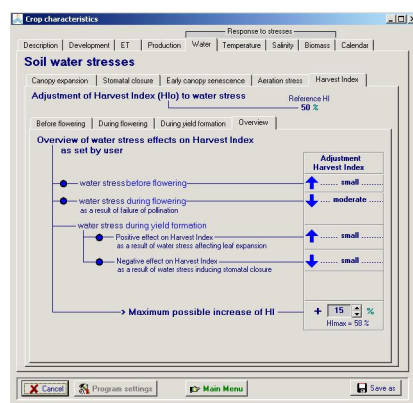 Crop characteristics
Response to stresses
Description Development ET Production Water Temperature Salinity Biomass Calendar
Soil water stresses
Canopy expansion Stomatal closure Early canopy senescence Aeration stress Harvest Index
Adjustment of Harvest Index (HIo) to water stress
Reference HI
50 %
Before flowering During flowering During yield formation Overview
Overview of water stress effects on Harvest Index
as set by user
Adjustment
Harvest Index
water stress before flowering
...... small ......
water stress during flowering
.... moderate ....
as a result of failure of pollination
water stress during yield formation
Positive effect on Harvest Index
...... small ......
as a result of water stress affecting leaf expansion
Negative effect on Harvest Index
...... small ......
as a result of water stress inducing stomatal closure
> Maximum possible increase of HI
+ 15 %
HImax = 58 %
Cancel Program settings Main Menu Save as